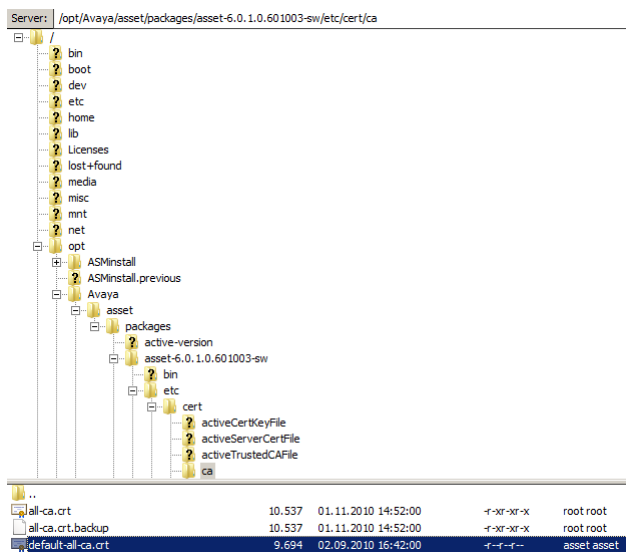 Server: /opt/Avaya/asset/packages/asset-6.0.1.0.601003-sw/etc/cert/ca
/
bin
boot
dev
etc
home
lib
Licenses
lost+found
media
misc
mnt
net
opt
ASMinstall
ASMinstall.previous
Avaya
asset
packages
active-version
asset-6.0.1.0.601003-sw
bin
etc
cert
activeCertKeyFile
activeServerCertFile
activeTrustedCAFile
ca
..
all-ca.crt 10.537 01.11.2010 14:52:00 -r-xr-xr-x root root
all-ca.crt.backup 10.537 01.11.2010 14:52:00 -r-xr-xr-x root root
default-all-ca.crt 9.694 02.09.2010 16:42:00 -r--r--r-- asset asset